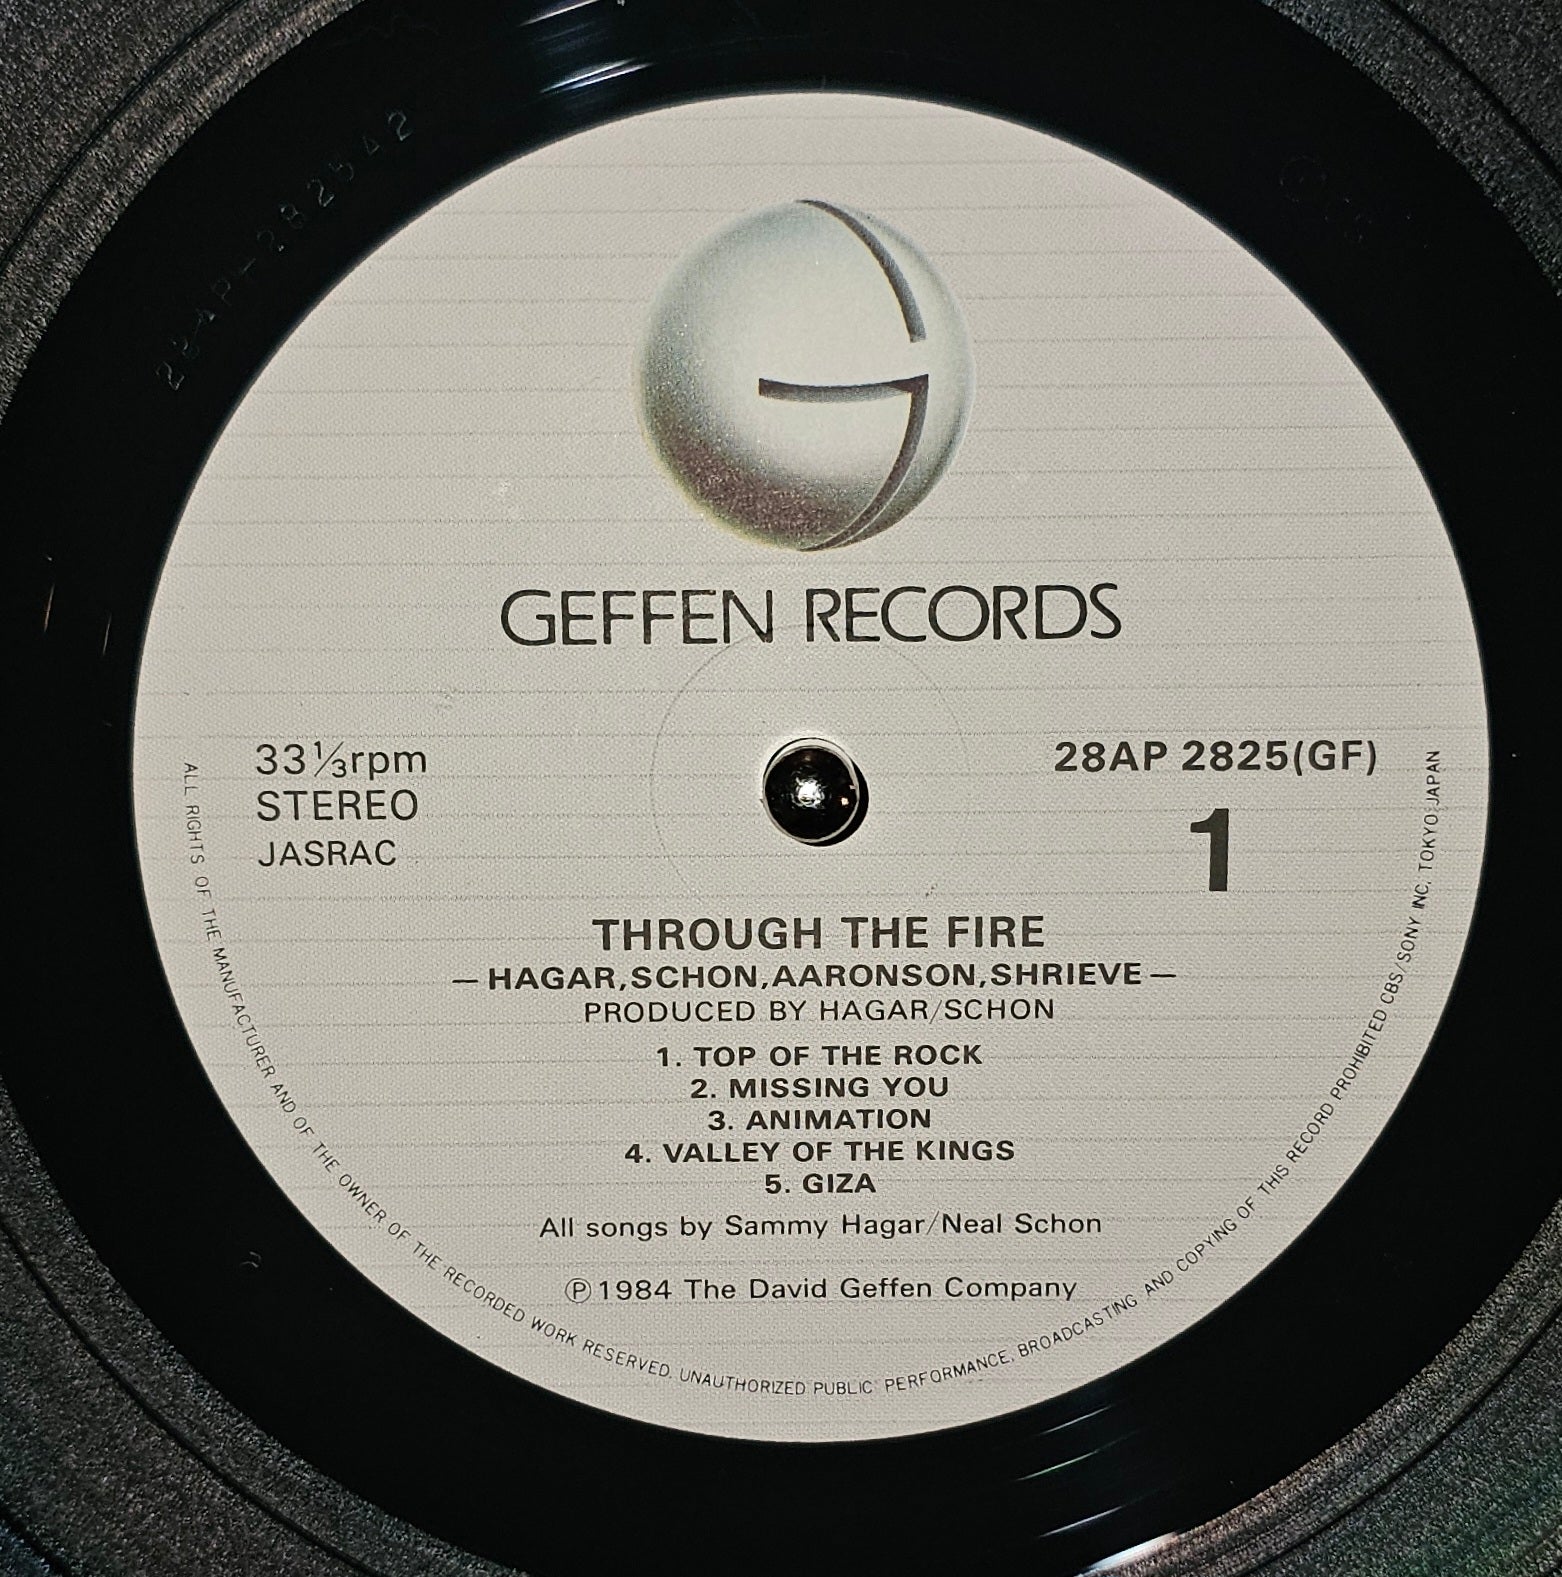 GEFFEN RECORDS
33⅓rpm
STEREO
JASRAC
28AP 2825(GF)
1
THROUGH THE FIRE
—HAGAR,SCHON,AARONSON,SHRIEVE—
PRODUCED BY HAGAR/SCHON
1. TOP OF THE ROCK
2. MISSING YOU
3. ANIMATION
4. VALLEY OF THE KINGS
5. GIZA
All songs by Sammy Hagar/Neal Schon
Ⓟ1984 The David Geffen Company
ALL RIGHTS OF THE MANUFACTURER AND OF THE OWNER OF THE RECORDED WORK RESERVED. UNAUTHORIZED PUBLIC PERFORMANCE, BROADCASTING AND COPYING OF THIS RECORD PROHIBITED CBS/SONY INC. TOKYO, JAPAN